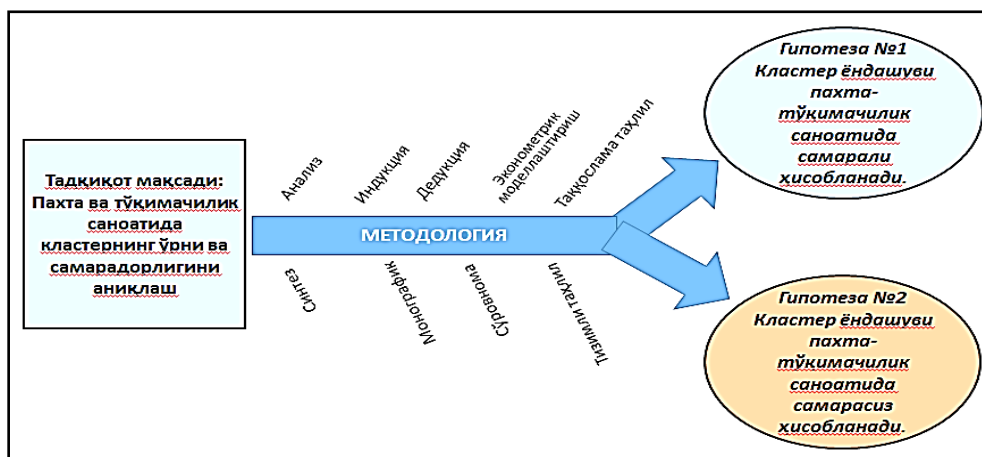 Тадқиқот мақсади:
Пахта ва тўқимачилик
саноатида
кластернинг ўрни ва
самарадорлигини
аниқлаш
Анализ
Индукция
Дедукция
Эконометрик
моделлаштириш
Таққослама таҳлил
МЕТОДОЛОГИЯ
Синтез
Монографик
Сўровнома
Тизимли таҳлил
Гипотеза №1
Кластер ёндашуви
пахта-
тўқимачилик
саноатида
самарали
ҳисобланади.
Гипотеза №2
Кластер ёндашуви
пахта-
тўқимачилик
саноатида
самарасиз
ҳисобланади.